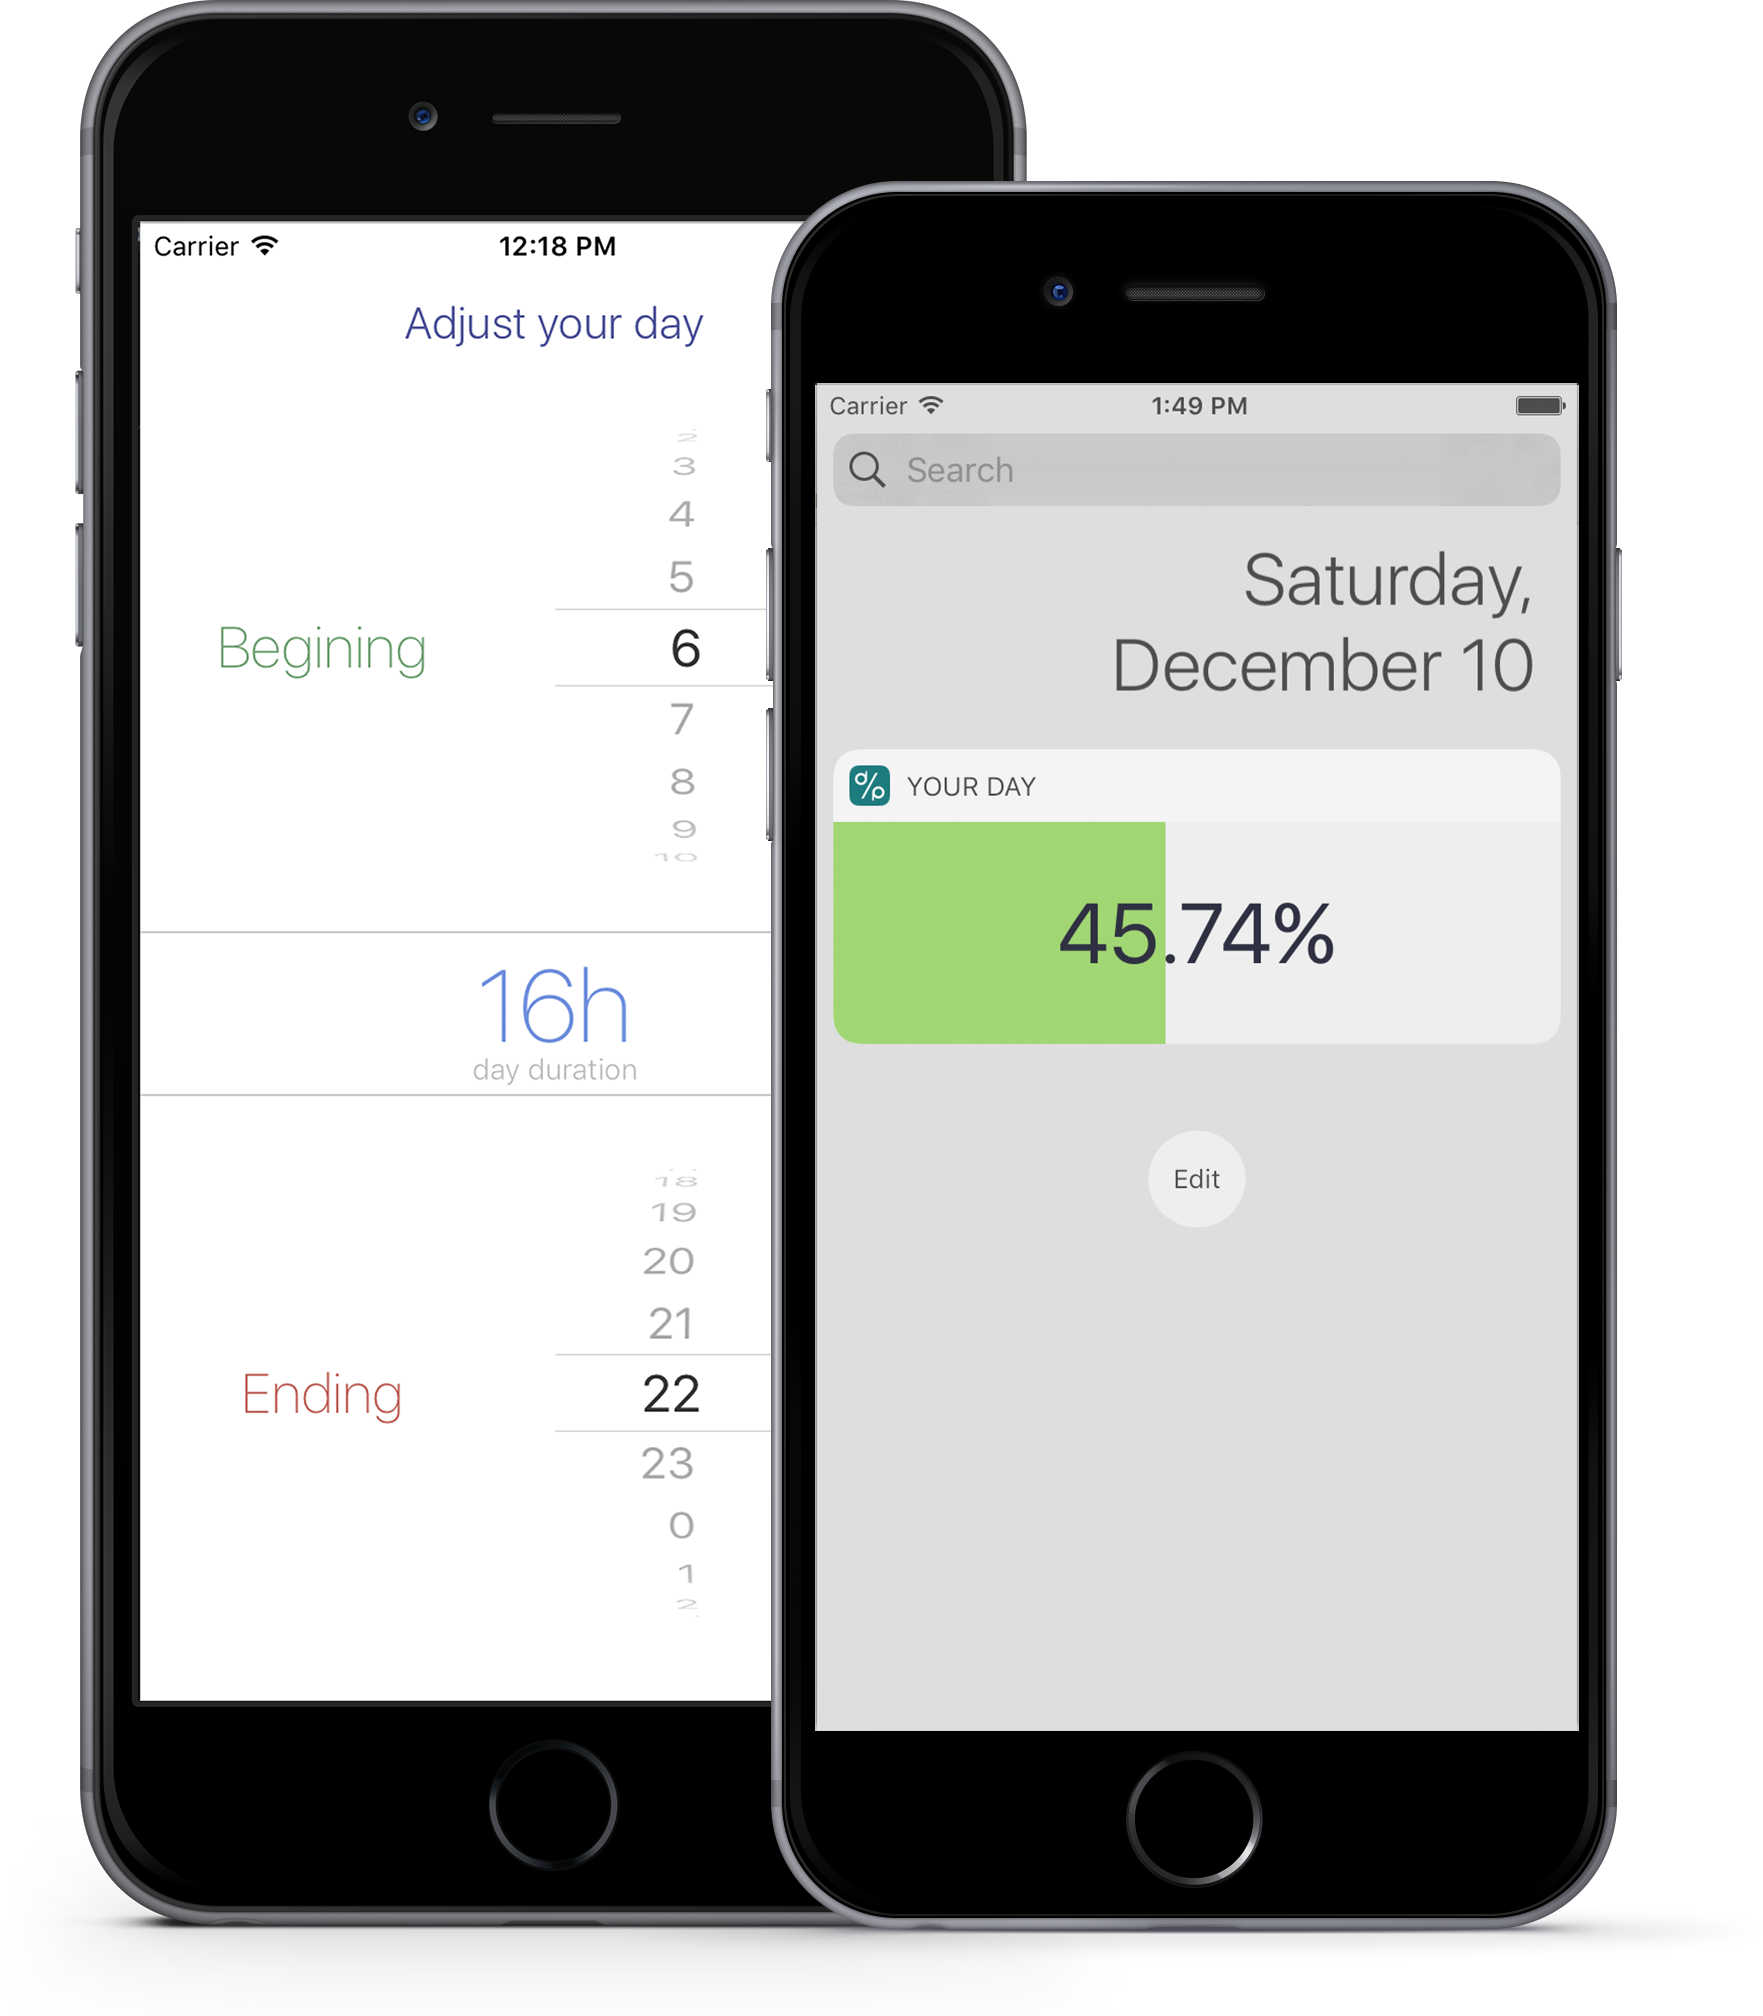 Carrier
12:18 PM
Adjust your day
2
3
4
5
Begining
6
7
8
9
10
16h
day duration
18
19
20
21
Ending
22
23
0
1
2
Carrier
1:49 PM
Search
Saturday,
December 10
YOUR DAY
45.74%
Edit